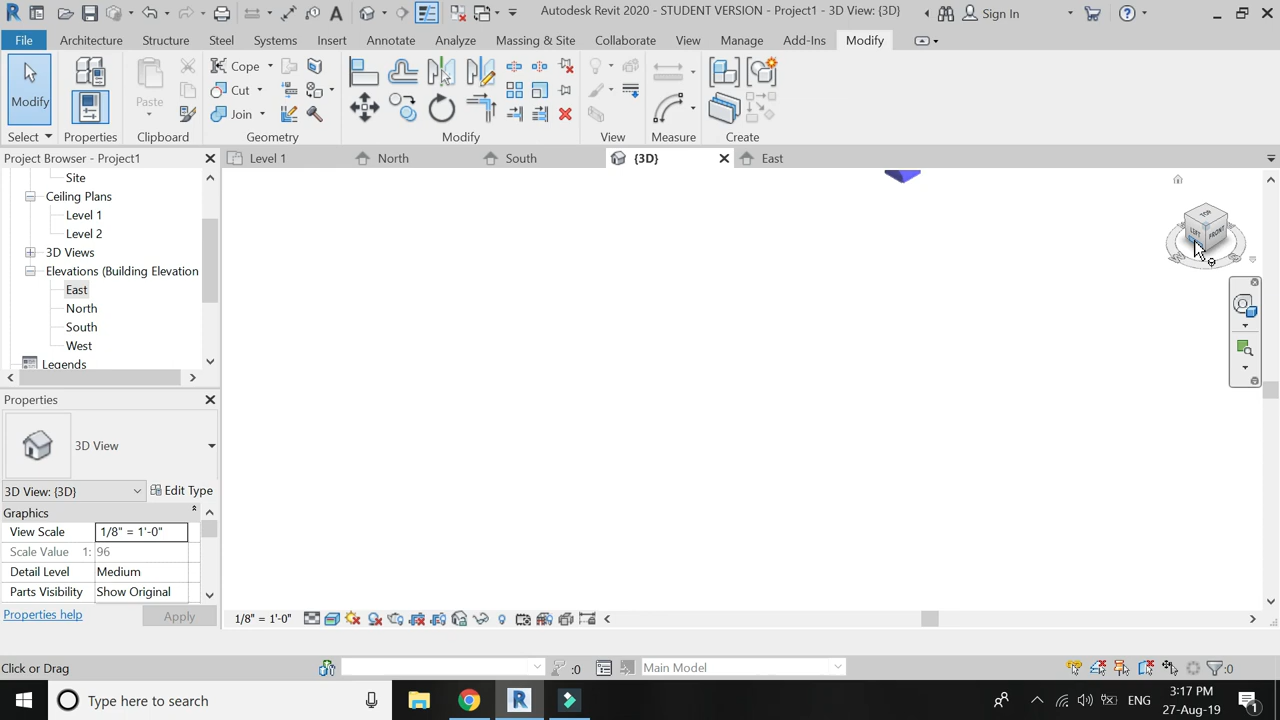 Autodesk Revit 2020 - STUDENT VERSION - Project1 - 3D View: {3D}
Sign In
File Architecture Structure Steel Systems Insert Annotate Analyze Massing & Site Collaborate View Manage Add-Ins Modify
Modify
Paste
Cope
Cut
Join
Select Properties Clipboard Geometry Modify View Measure Create
Project Browser - Project1
Level 1 North South {3D} East
Site
Ceiling Plans
Level 1
Level 2
3D Views
Elevations (Building Elevation
East
North
South
West
Legends
TOP
LEFT
FRONT
Properties
3D View
3D View: {3D}
Edit Type
Graphics
View Scale 1/8" = 1'-0"
Scale Value 1: 96
Detail Level Medium
Parts Visibility Show Original
Properties help
Apply
1/8" = 1'-0"
Click or Drag
:0
Main Model
:0
Type here to search
ENG
3:17 PM
27-Aug-19
1